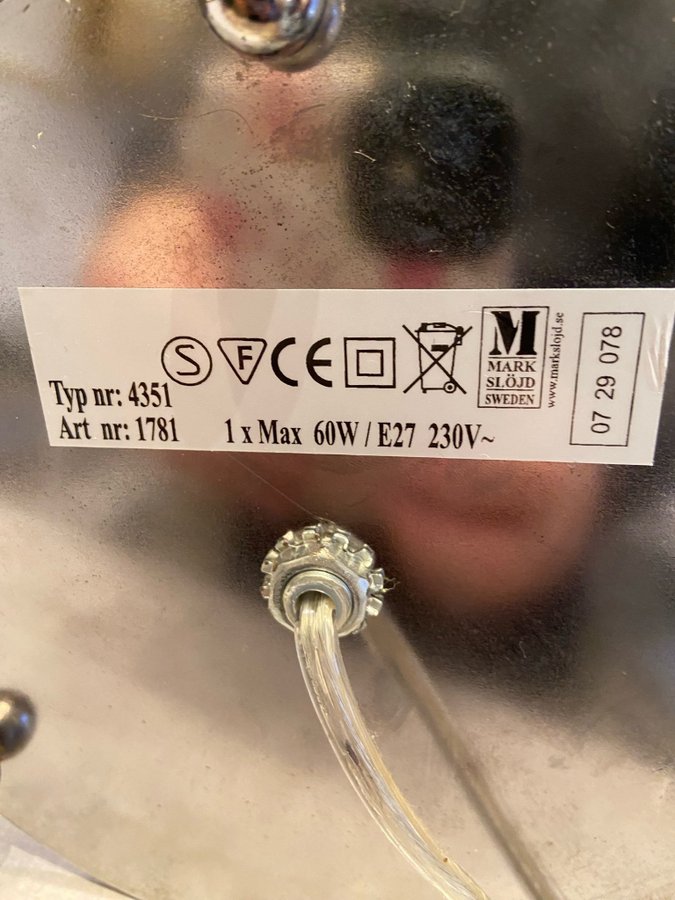 S F CE
Typ nr: 4351
Art nr: 1781
1 x Max 60W / E27 230V~
M
MARK
SLÖJD
SWEDEN
www.markslojd.se
07 29 078